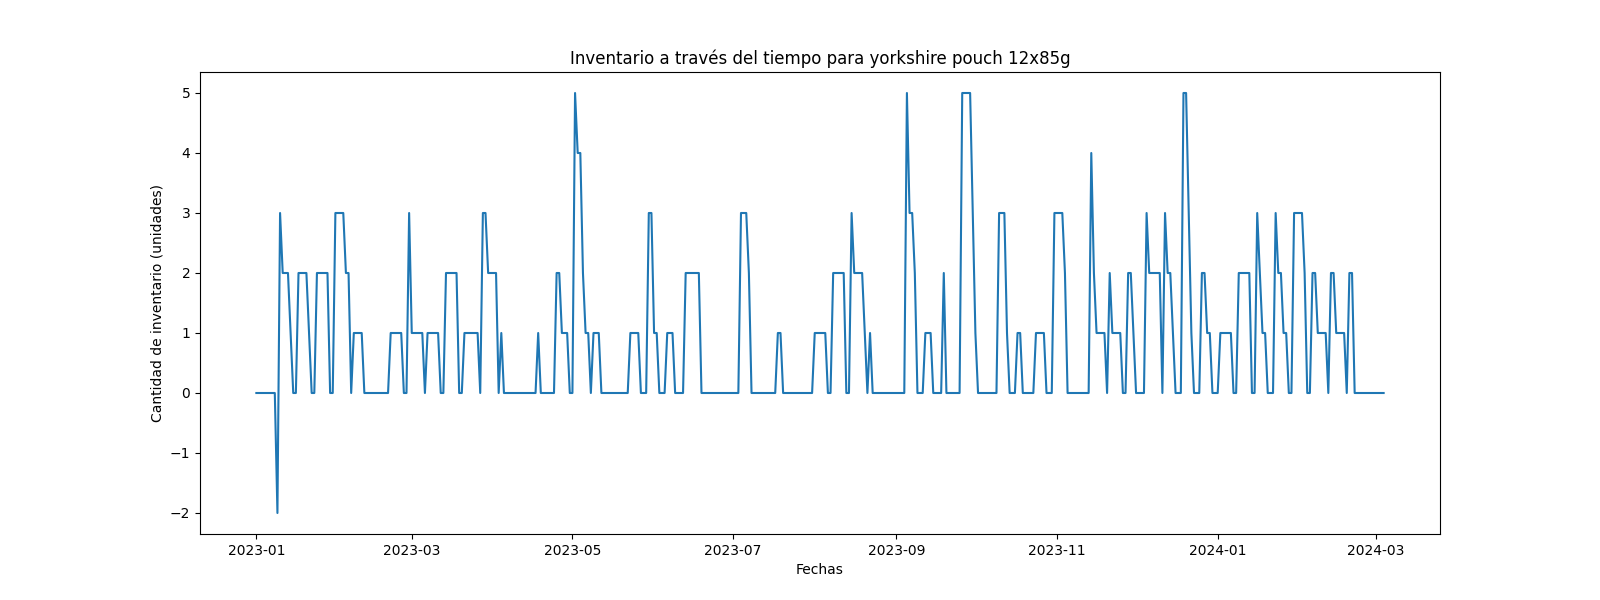 Inventario a través del tiempo para yorkshire pouch 12x85g
Cantidad de inventario (unidades)
5
4
3
2
1
0
−1
−2
2023-01 2023-03 2023-05 2023-07 2023-09 2023-11 2024-01 2024-03
Fechas